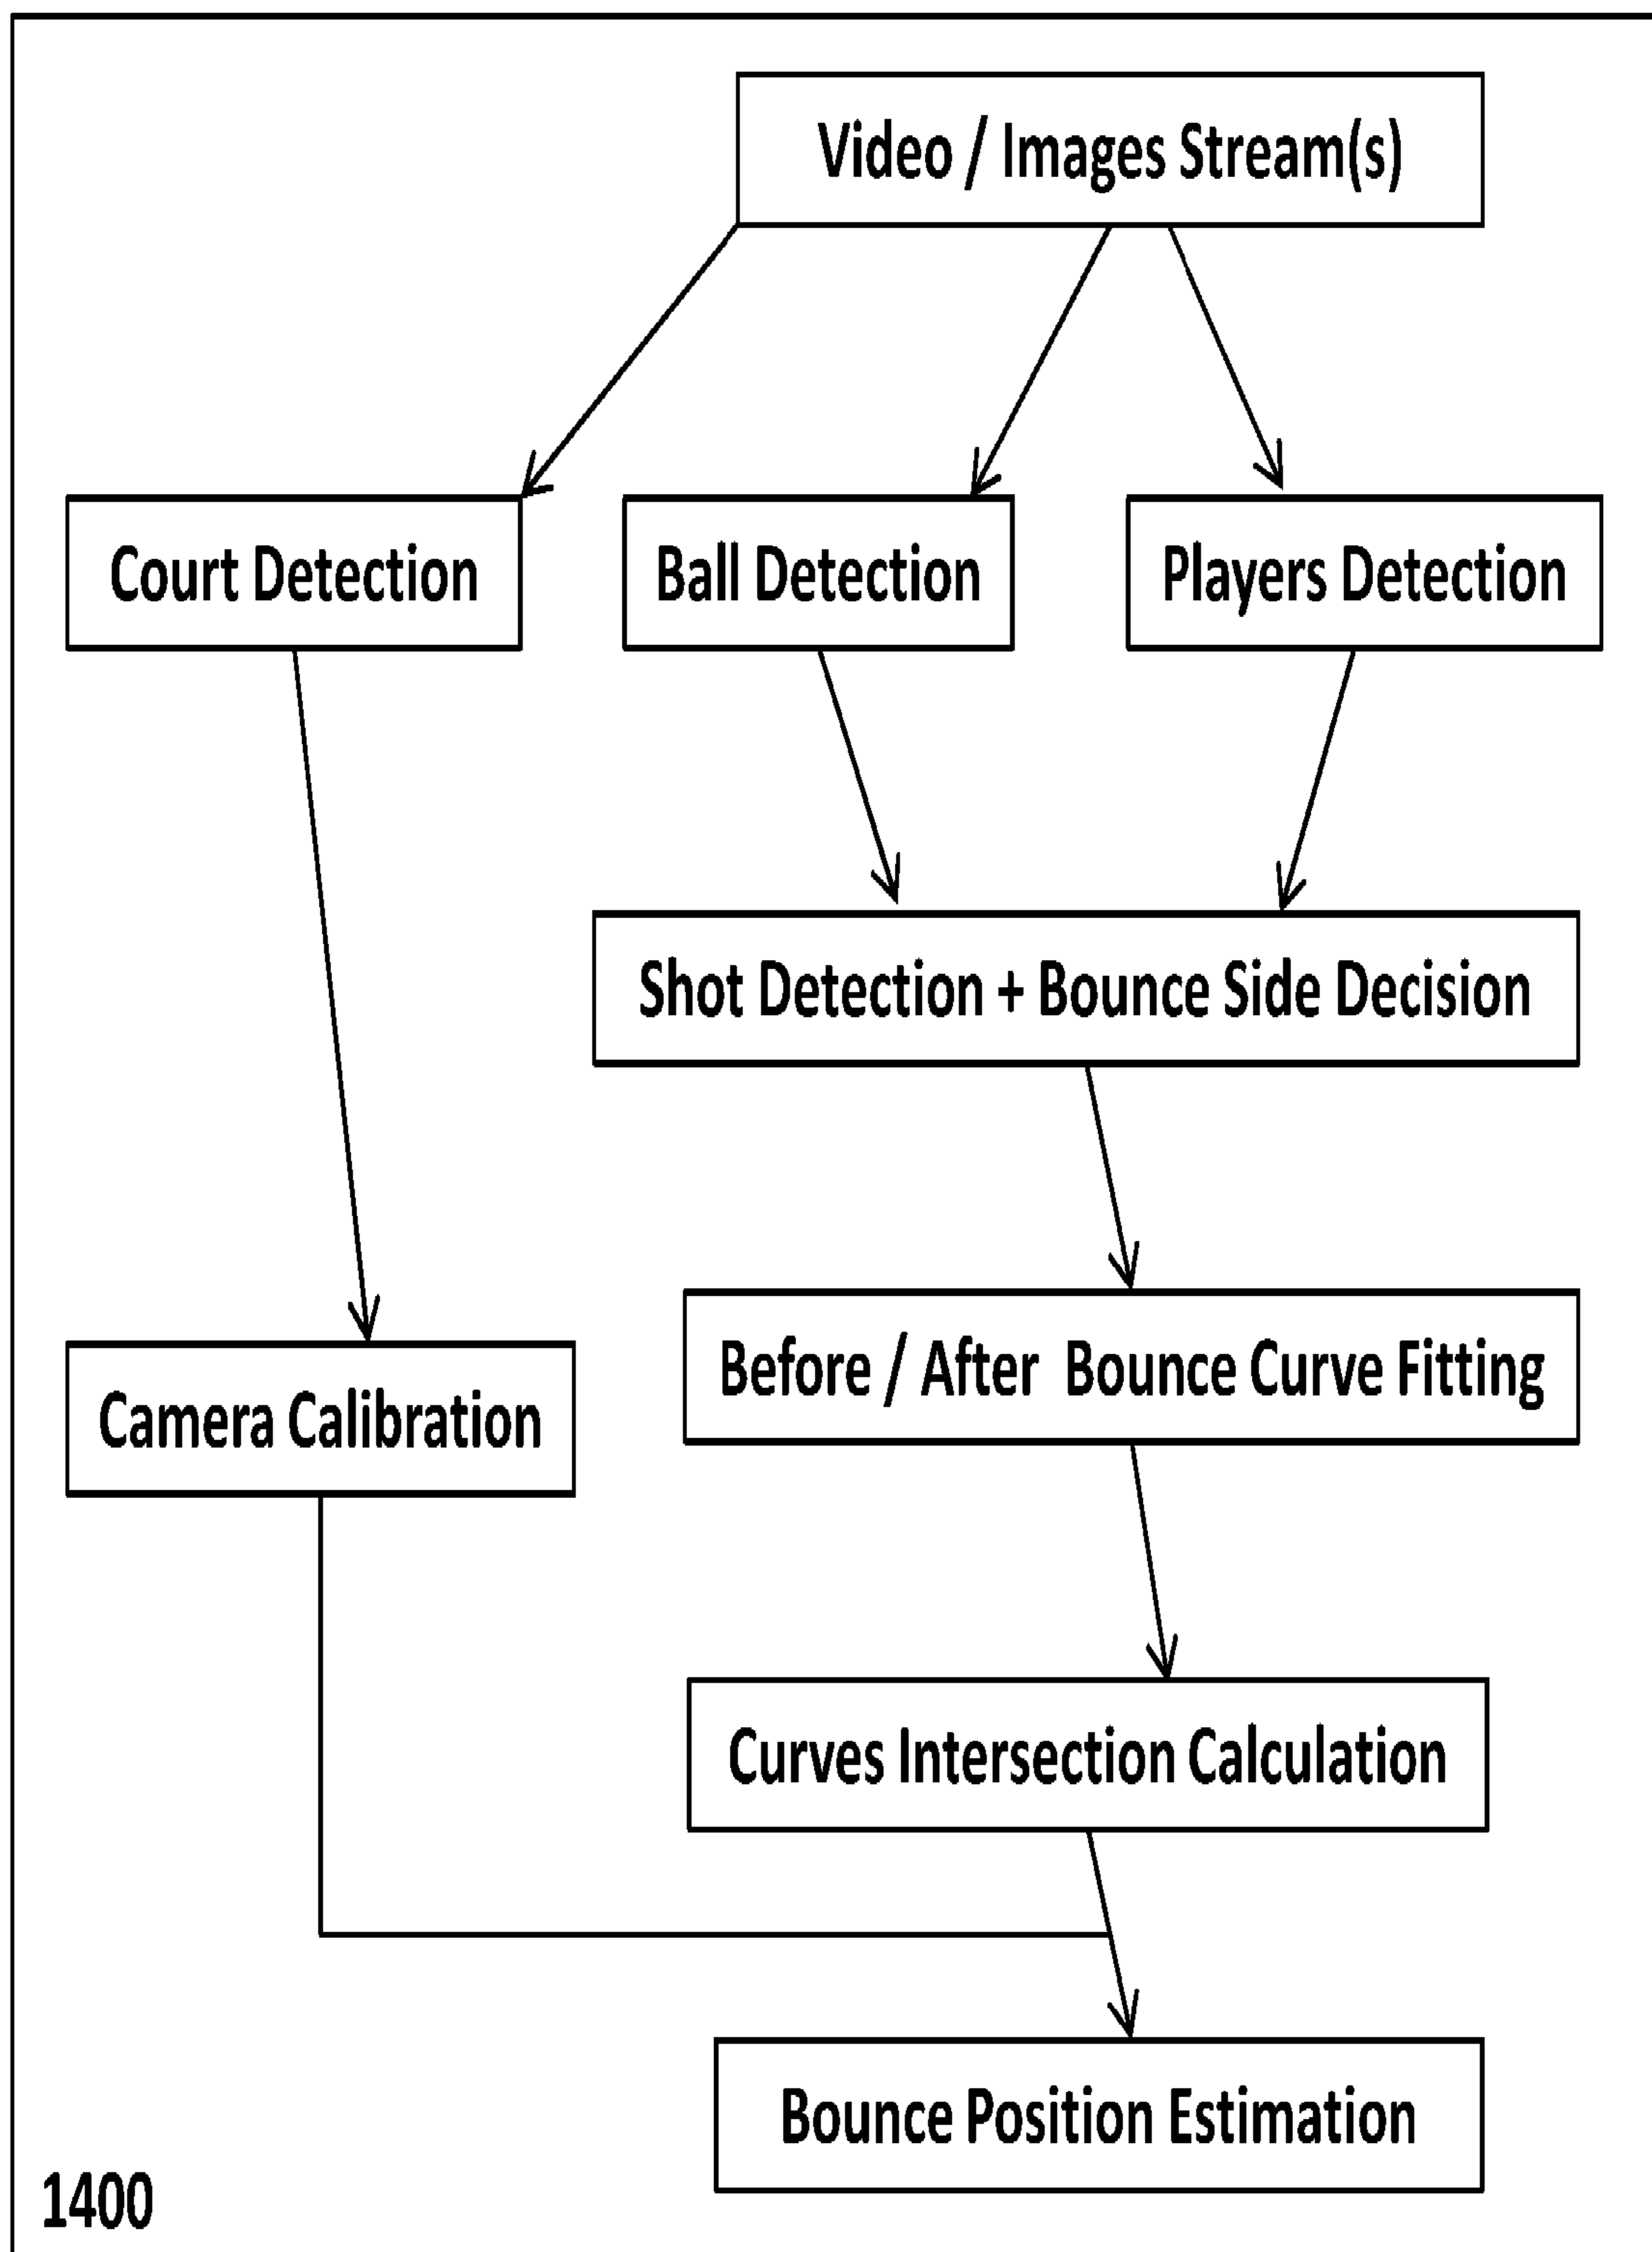 Video / Images Stream(s)
Court Detection
Ball Detection
Players Detection
Shot Detection + Bounce Side Decision
Before / After Bounce Curve Fitting
Camera Calibration
Curves Intersection Calculation
Bounce Position Estimation
1400